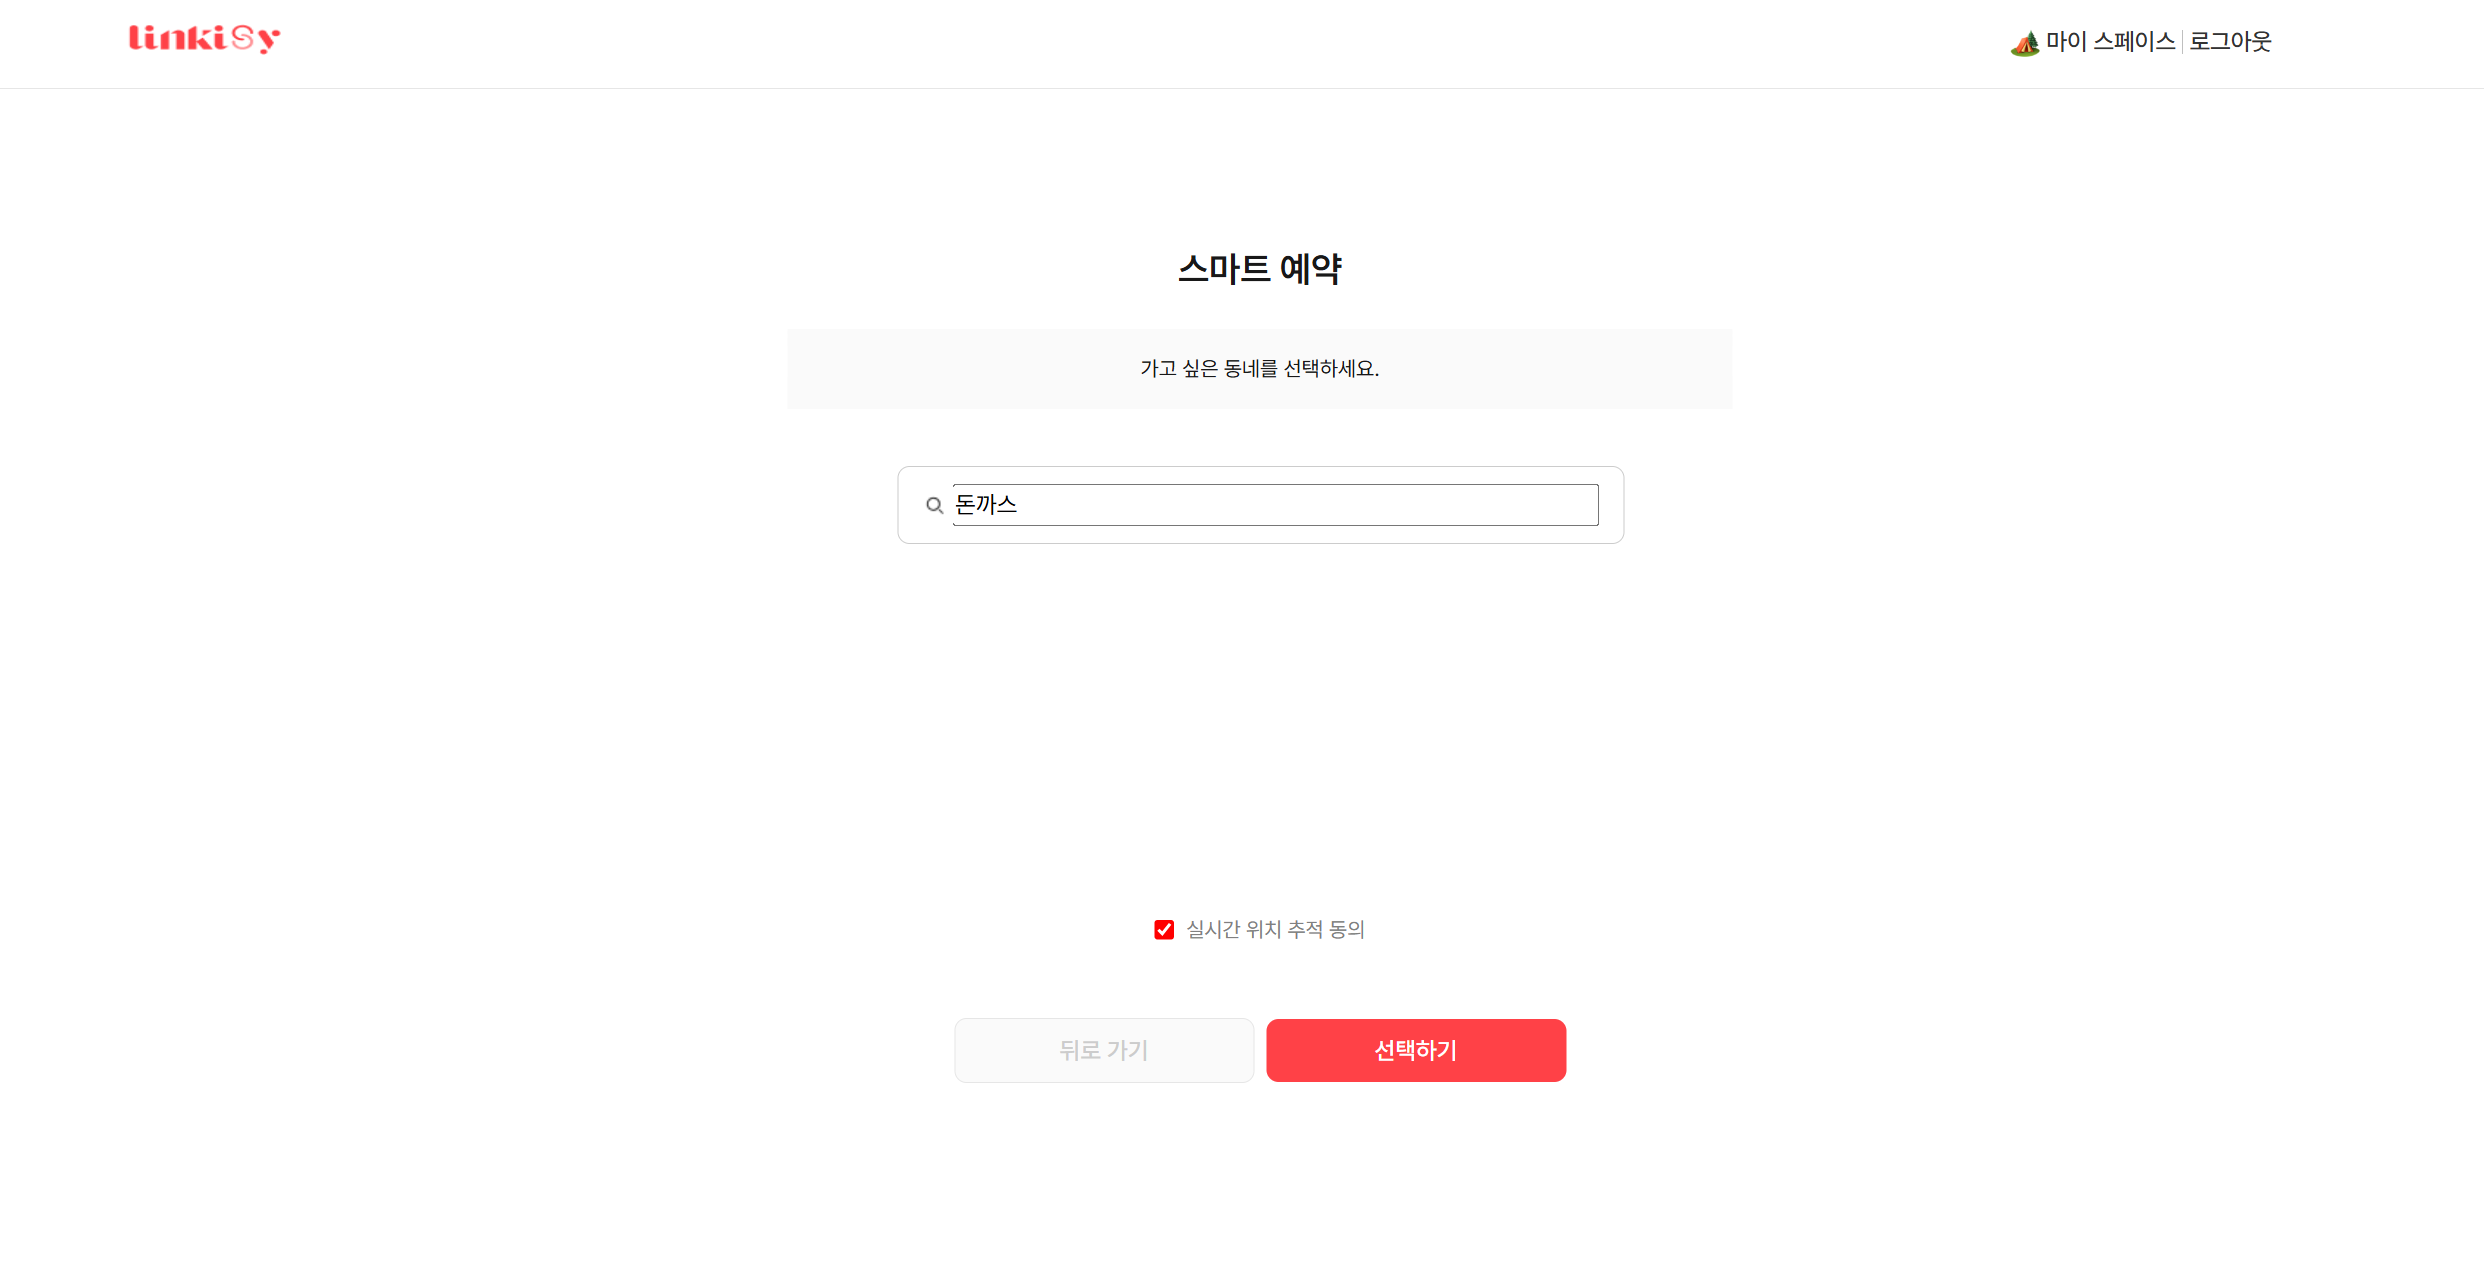 linkisy
마이 스페이스 로그아웃
스마트 예약
가고 싶은 동네를 선택하세요.
돈까스
실시간 위치 추적 동의
뒤로 가기 선택하기